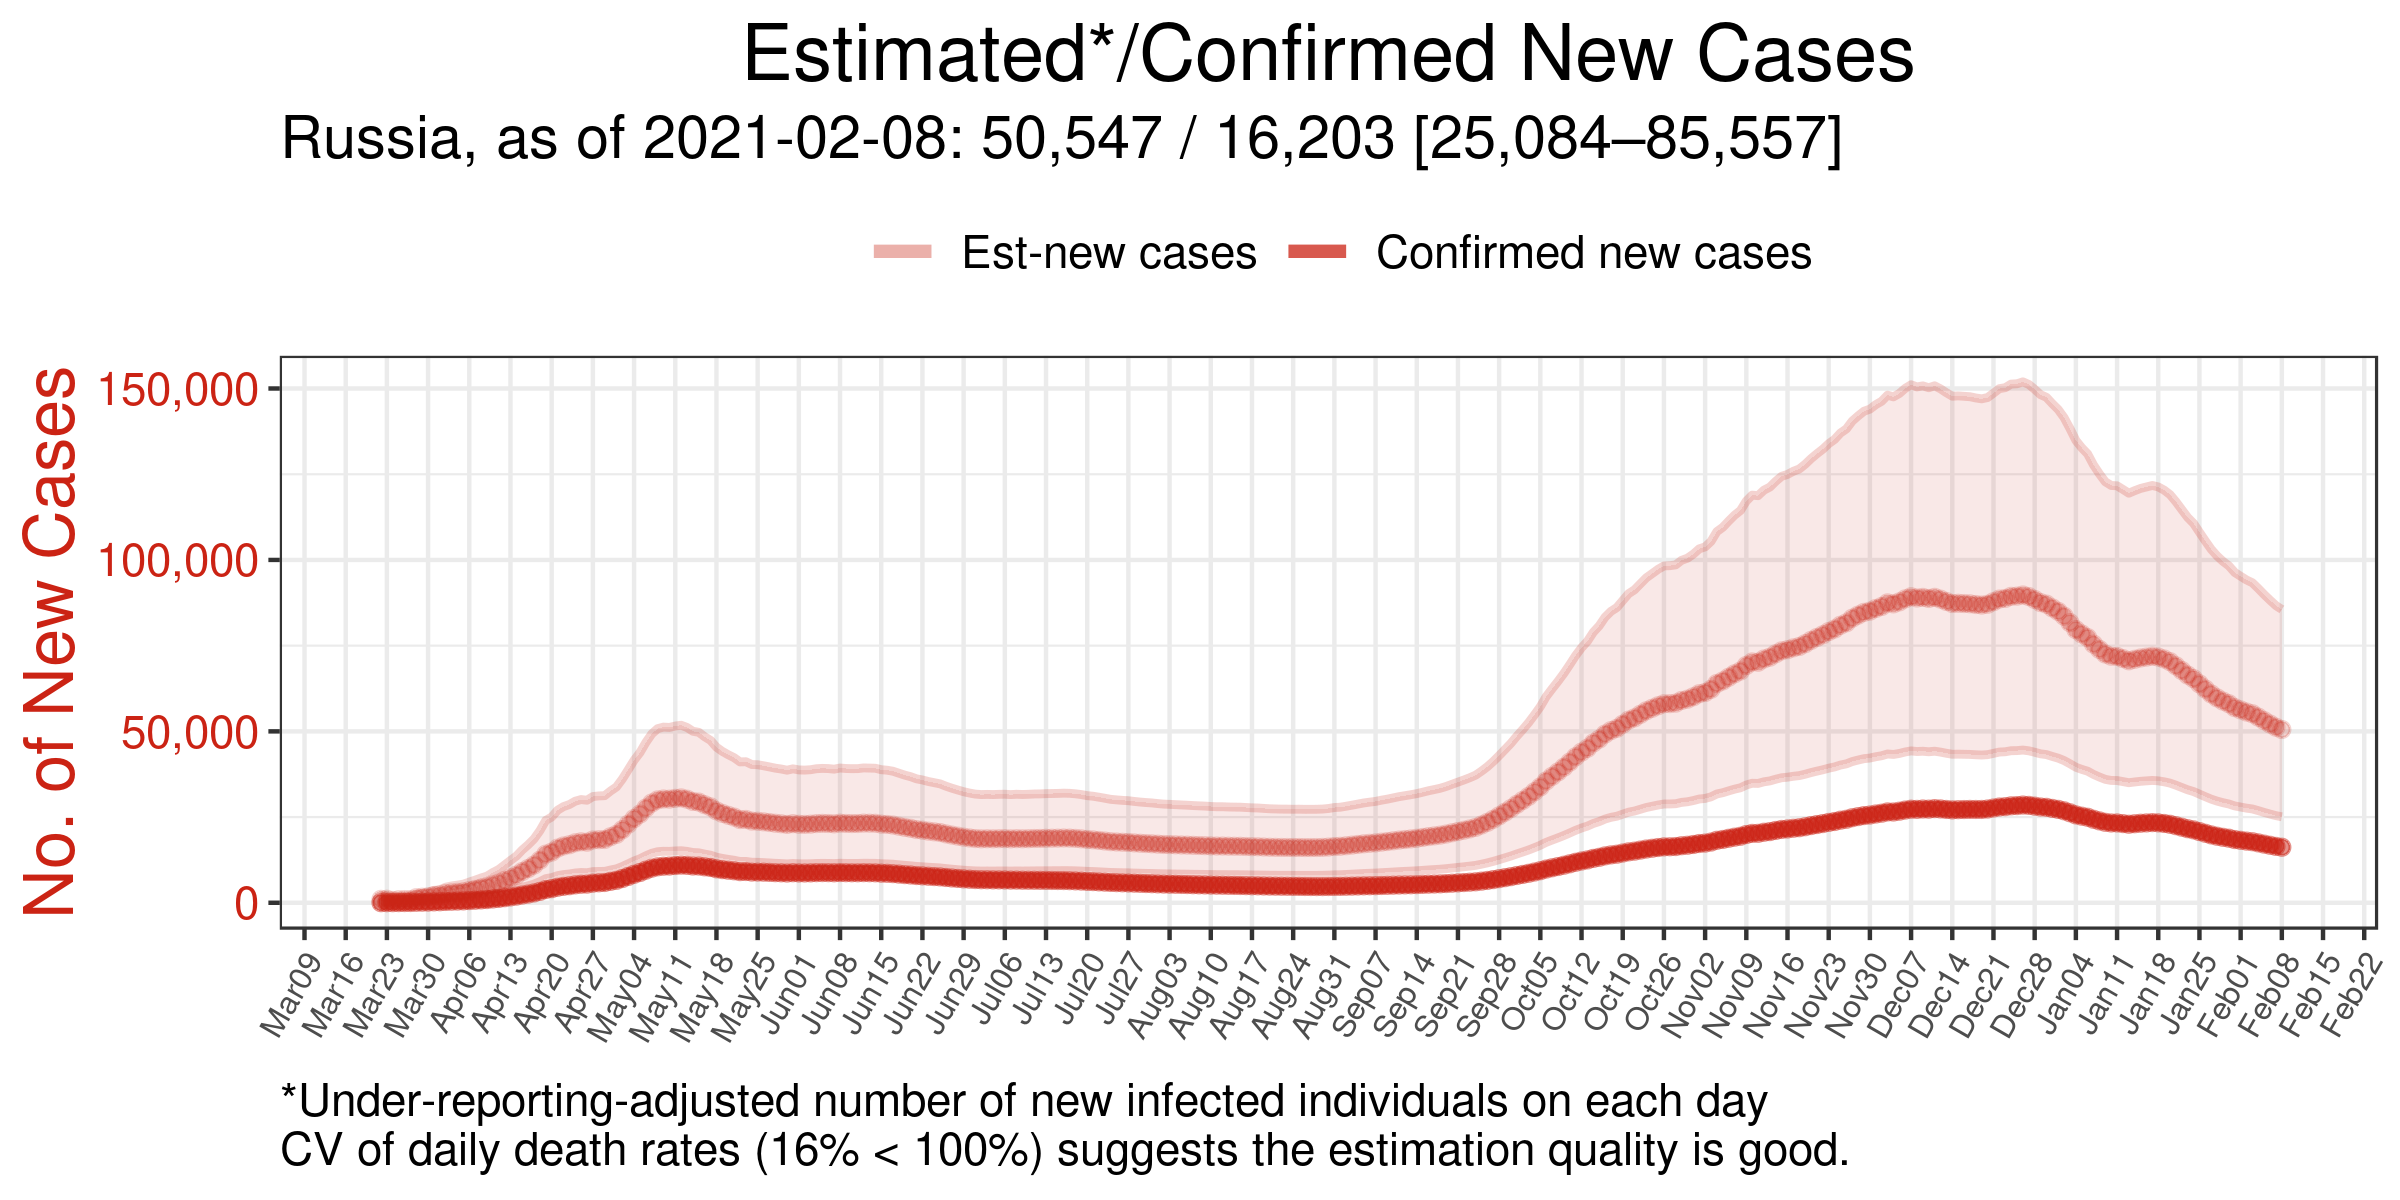 Estimated*/Confirmed New Cases
Russia, as of 2021-02-08: 50,547 / 16,203 [25,084–85,557]
Est-new cases
Confirmed new cases
No. of New Cases
150,000
100,000
50,000
0
Mar09
Mar16
Mar23
Mar30
Apr06
Apr13
Apr20
Apr27
May04
May11
May18
May25
Jun01
Jun08
Jun15
Jun22
Jun29
Jul06
Jul13
Jul20
Jul27
Aug03
Aug10
Aug17
Aug24
Aug31
Sep07
Sep14
Sep21
Sep28
Oct05
Oct12
Oct19
Oct26
Nov02
Nov09
Nov16
Nov23
Nov30
Dec07
Dec14
Dec21
Dec28
Jan04
Jan11
Jan18
Jan25
Feb01
Feb08
Feb15
Feb22
*Under-reporting-adjusted number of new infected individuals on each day
CV of daily death rates (16% < 100%) suggests the estimation quality is good.